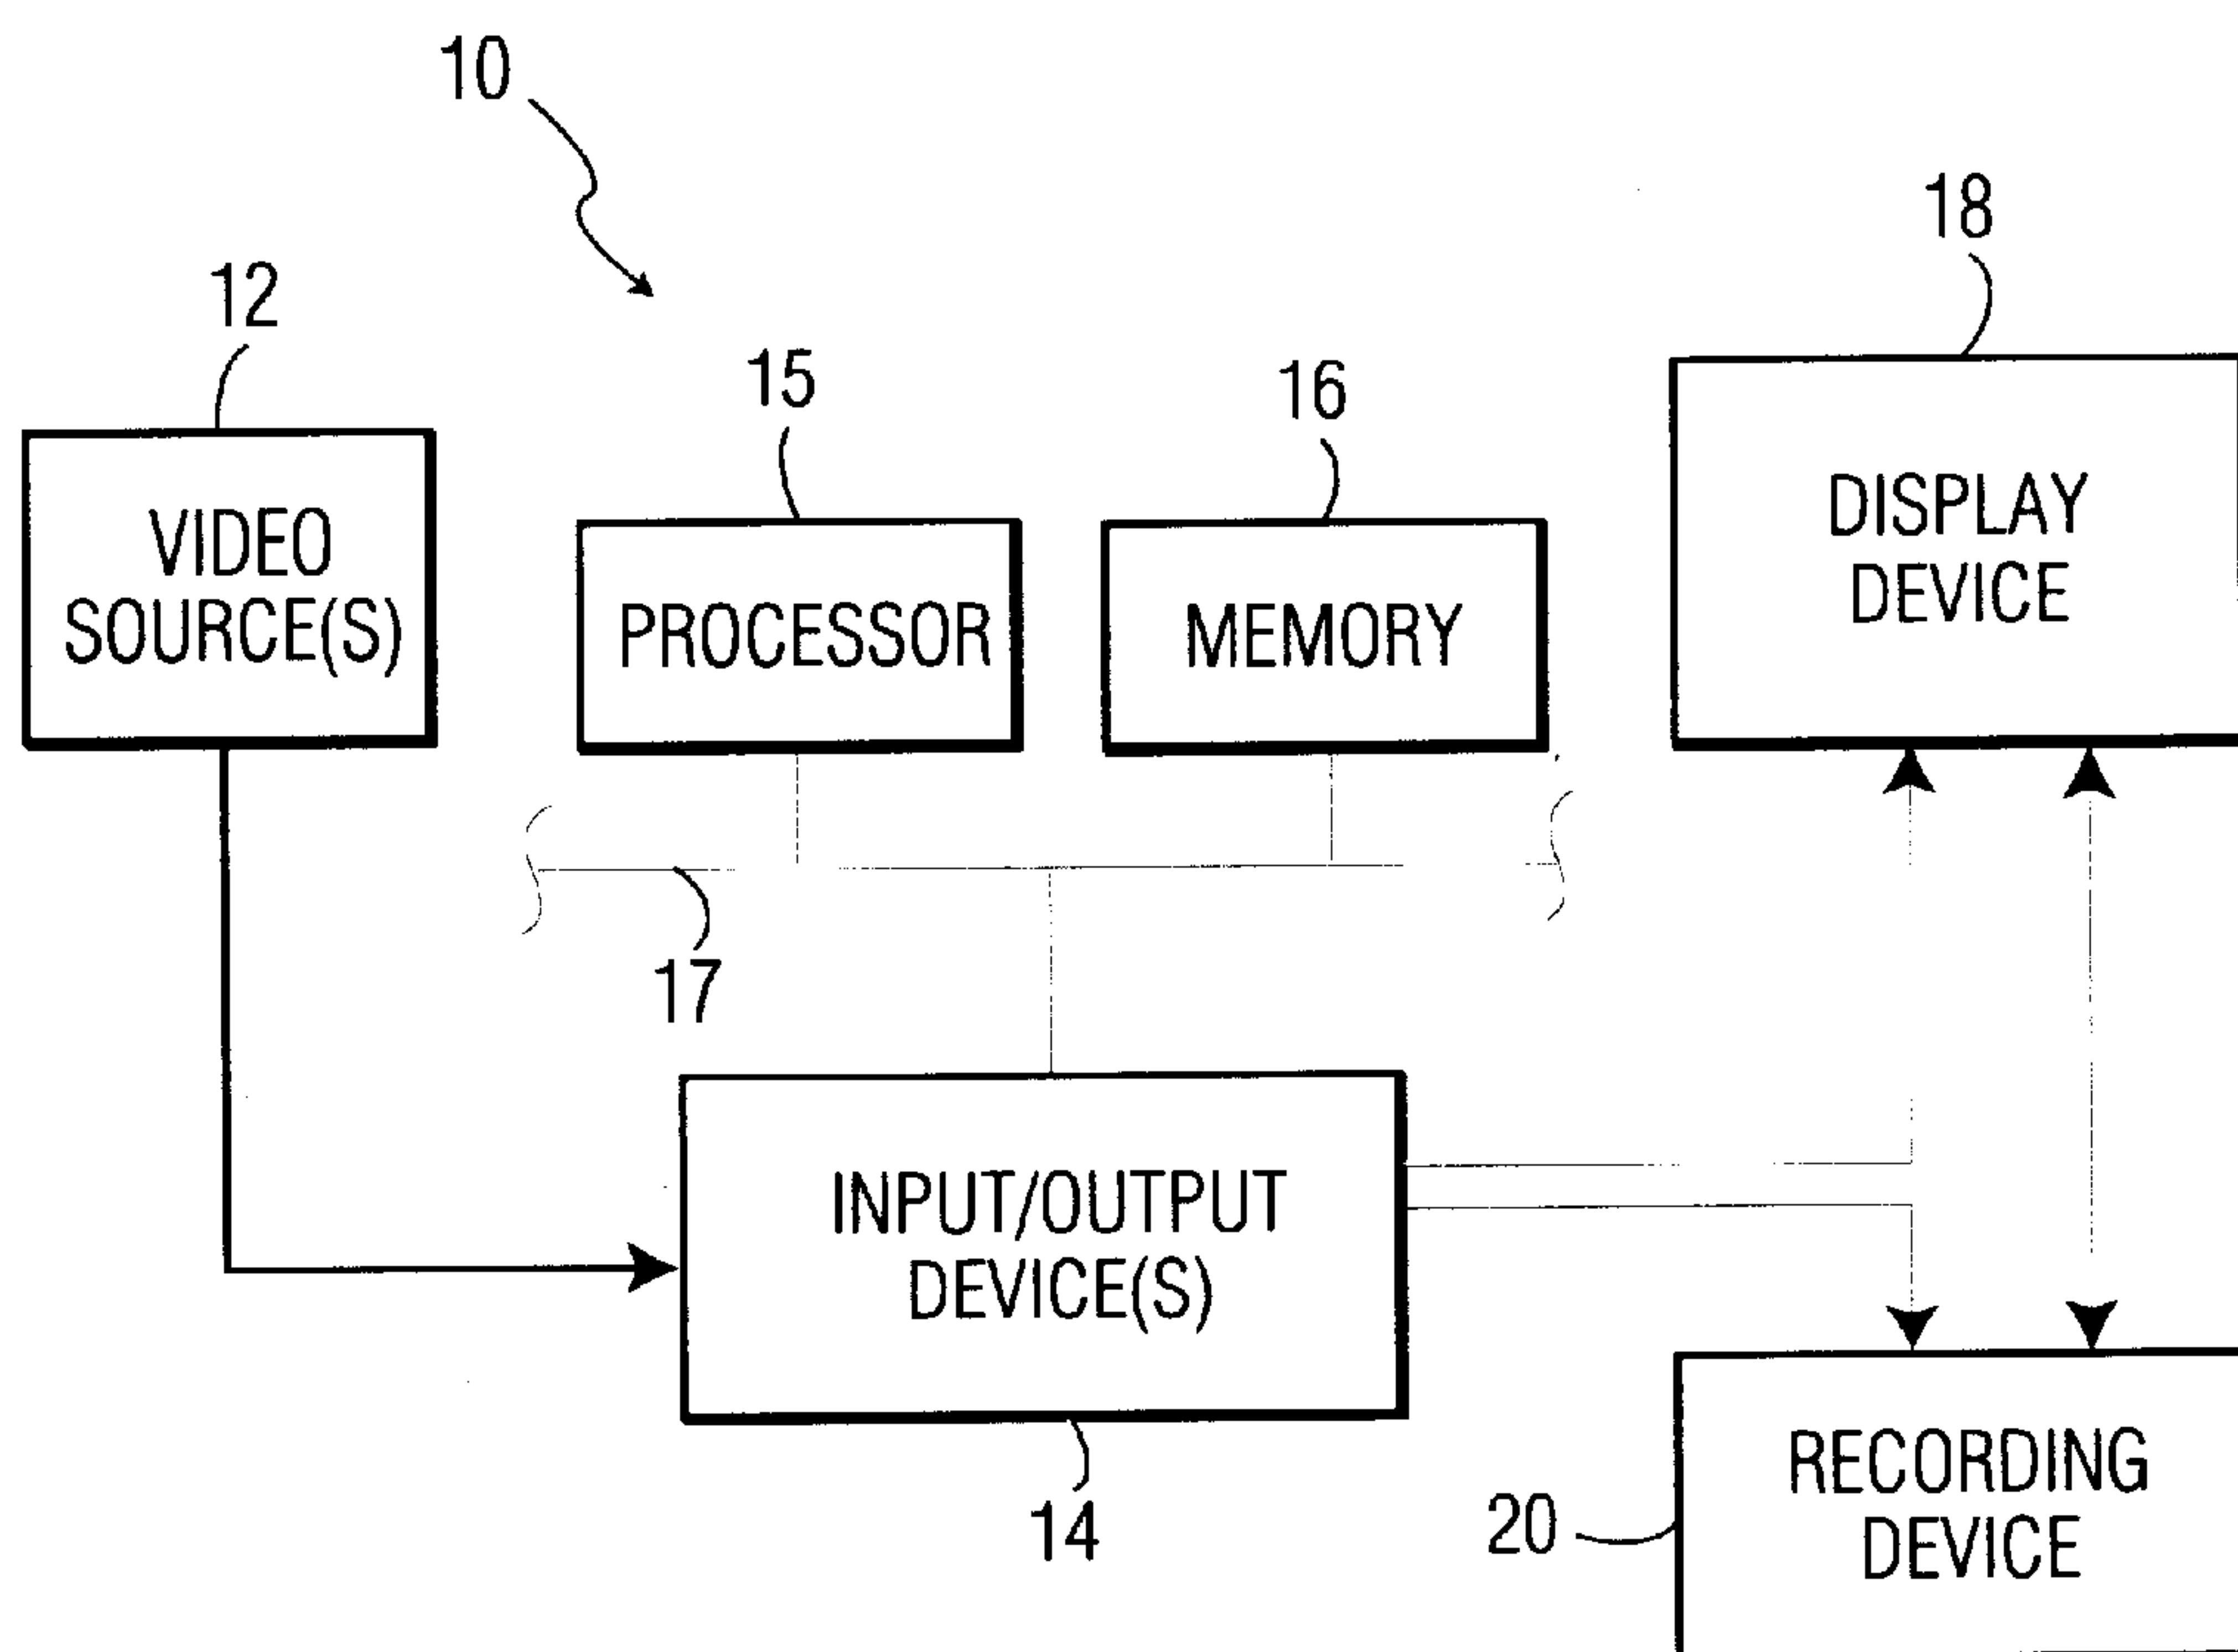 10
18
12
15
16
DISPLAY
DEVICE
VIDEO
SOURCE(S)
PROCESSOR
MEMORY
17
INPUT/OUTPUT
DEVICE(S)
14
RECORDING
DEVICE
20